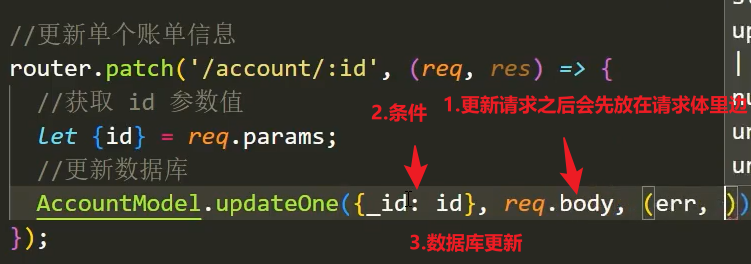 //更新单个账单信息
router.patch('/account/:id', (req, res) => {
//获取 id 参数值
2.条件
1.更新请求之后会先放在请求体里边
let {id} = req.params;
//更新数据库
AccountModel.updateOne({_id: id}, req.body, (err, ))
});
3.数据库更新
up
|
un
un